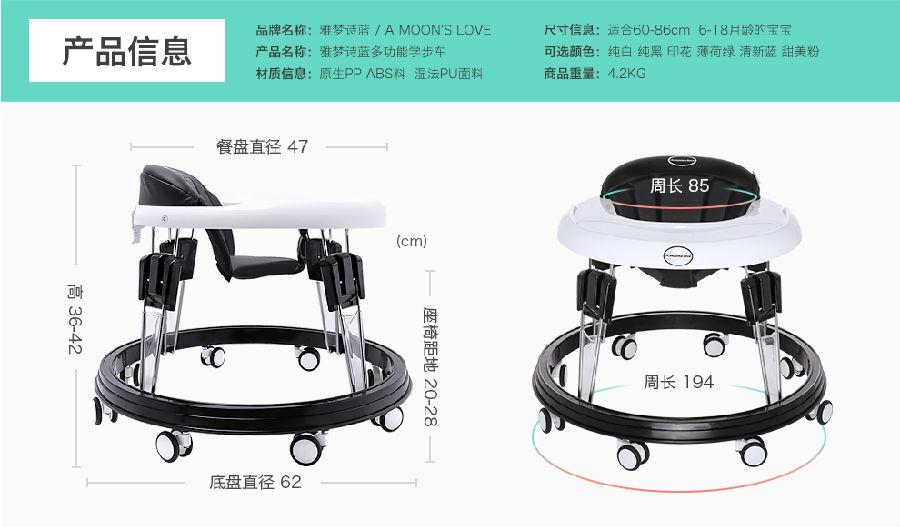 产品信息
品牌名称：雅梦诗蓝 / A MOON'S LOVE
产品名称：雅梦诗蓝多功能学步车
材质信息：原生PP ABS料 湿法PU面料
尺寸信息：适合60-86cm 6-18月龄的宝宝
可选颜色：纯白 纯黑 印花 薄荷绿 清新蓝 甜美粉
商品重量：4.2KG
餐盘直径 47
(cm)
高 36-42
座椅距地 20-28
底盘直径 62
周长 85
周长 194